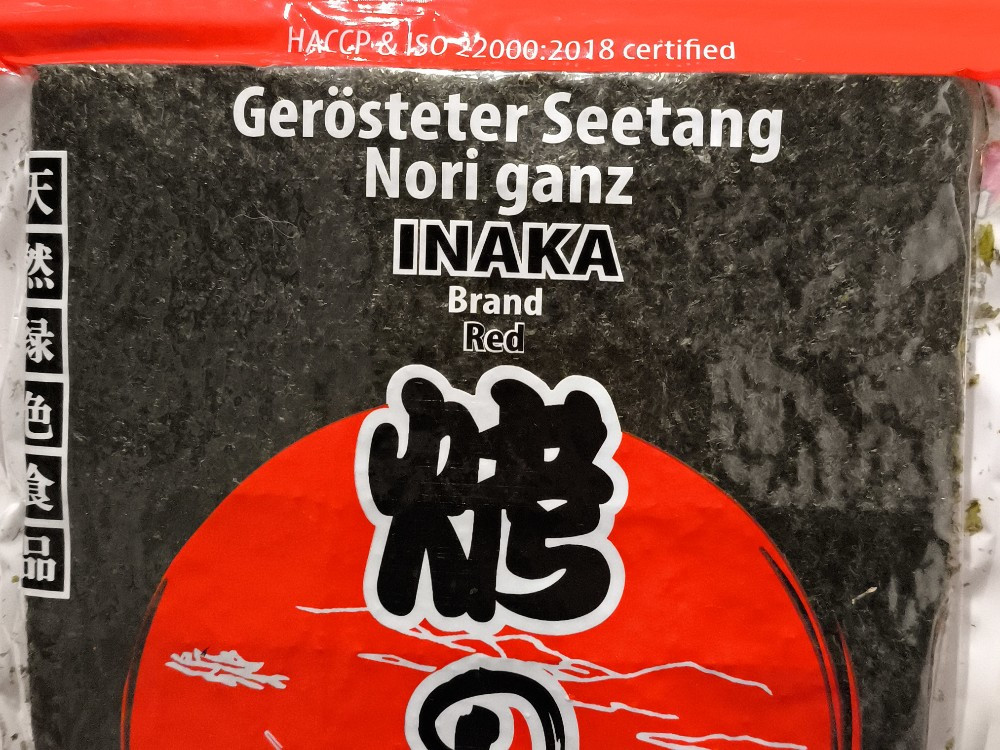 HACCP & ISO 22000:2018 certified
Gerösteter Seetang
Nori ganz
INAKA
Brand
Red
天然緑色食品
焼の